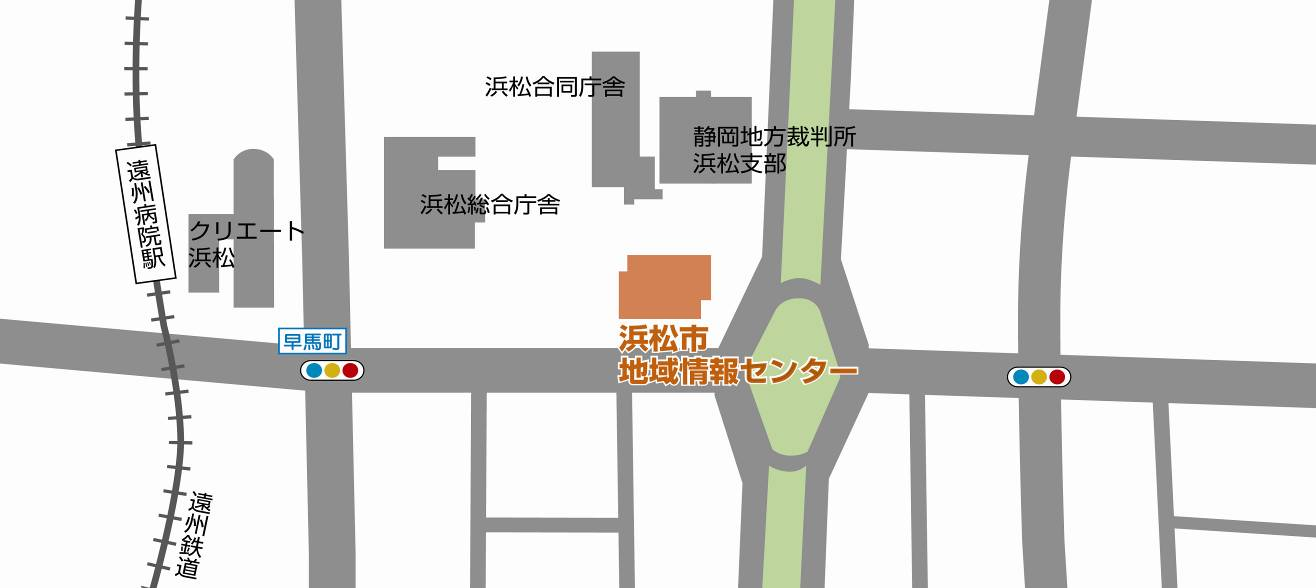 浜松合同庁舎
静岡地方裁判所
浜松支部
遠州病院駅
浜松総合庁舎
クリエート
浜松
早馬町
浜松市
地域情報センター
遠州鉄道